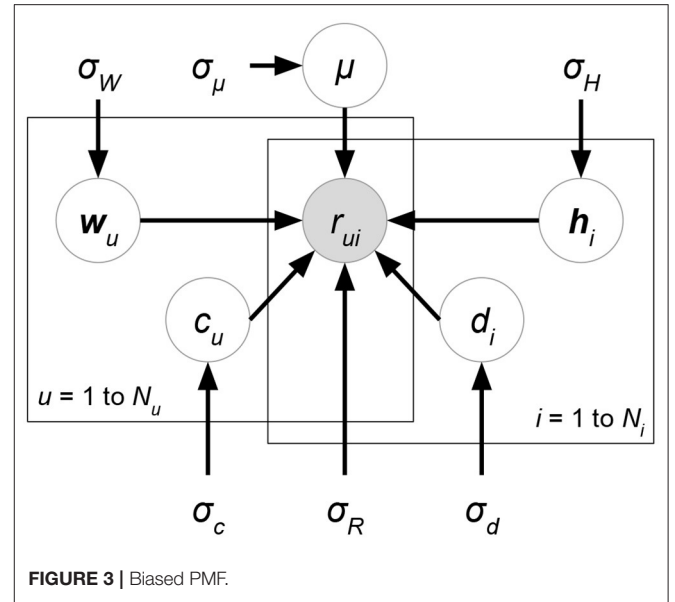 σ_W σ_μ μ σ_H
w_u r_ui h_i
c_u d_i
u = 1 to N_u
i = 1 to N_i
σ_c σ_R σ_d
FIGURE 3 | Biased PMF.